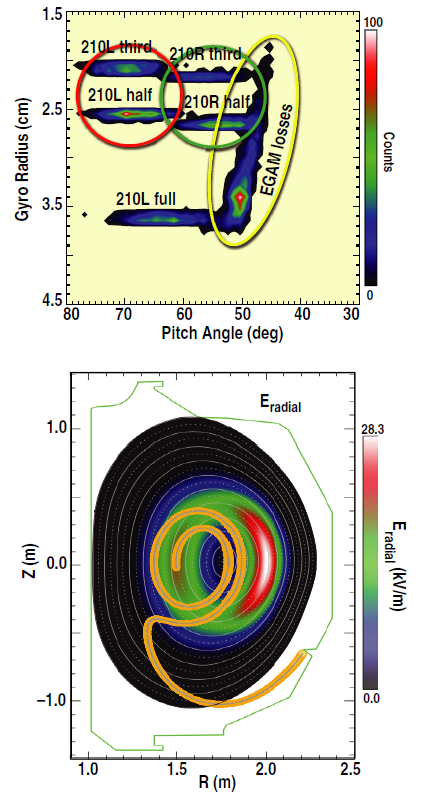 1.5
2.5
3.5
4.5
Gyro Radius (cm)
210L third
210R third
210L half
210R half
210L full
EGAM losses
80 70 60 50 40 30
Pitch Angle (deg)
100
0
Counts
E radial
1.0
0.0
−1.0
Z (m)
1.0 1.5 2.0 2.5
R (m)
28.3
0.0
E radial (kV/m)